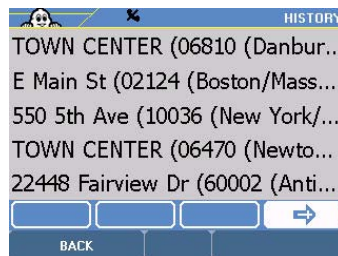 HISTORY
TOWN CENTER (06810 (Danbur..
E Main St (02124 (Boston/Mass...
550 5th Ave (10036 (New York/...
TOWN CENTER (06470 (Newto...
22448 Fairview Dr (60002 (Anti...
BACK